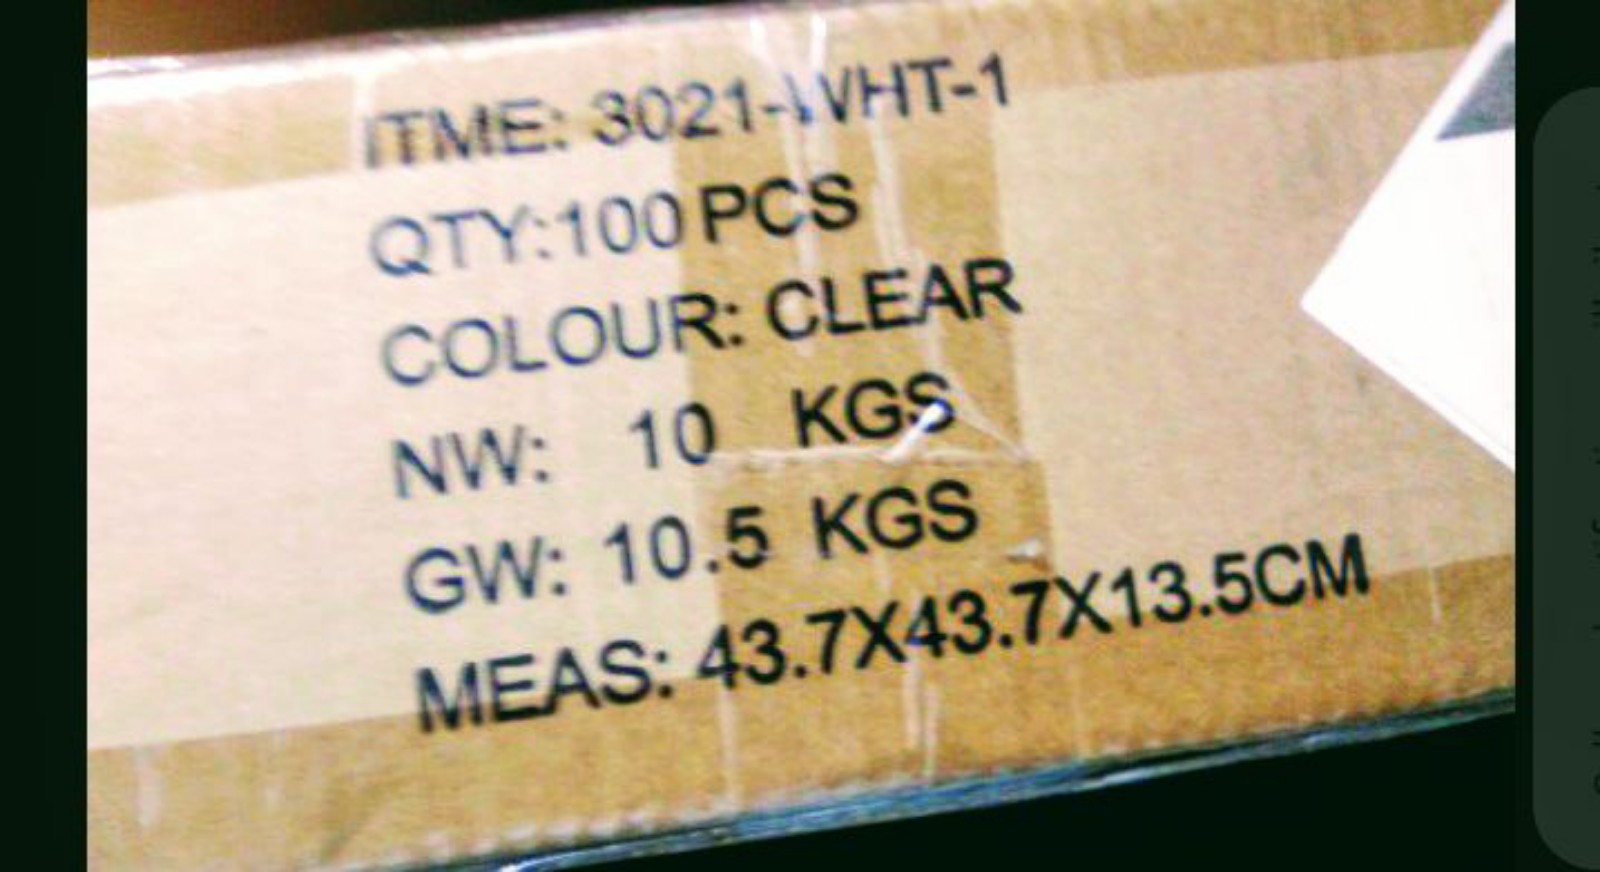 ITME: 3021-WHT-1
QTY:100 PCS
COLOUR: CLEAR
NW: 10 KGS
GW: 10.5 KGS
MEAS: 43.7X43.7X13.5CM